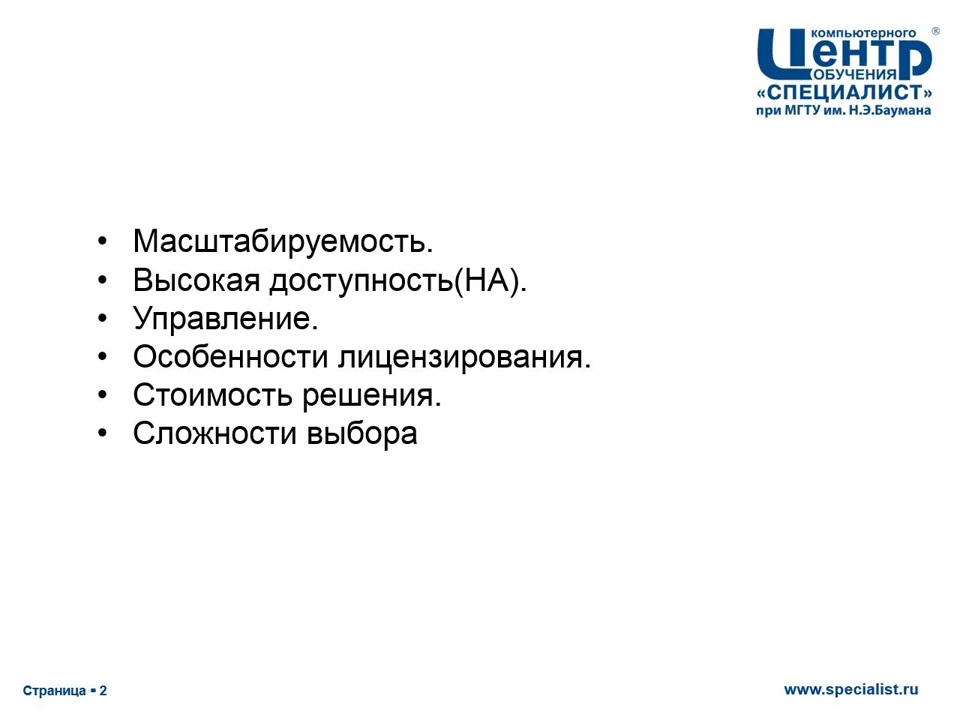 компьютерного
Центр
®
ОБУЧЕНИЯ
«СПЕЦИАЛИСТ»
при МГТУ им. Н.Э.Баумана
• Масштабируемость.
• Высокая доступность(HA).
• Управление.
• Особенности лицензирования.
• Стоимость решения.
• Сложности выбора
Страница ▪ 2
www.specialist.ru